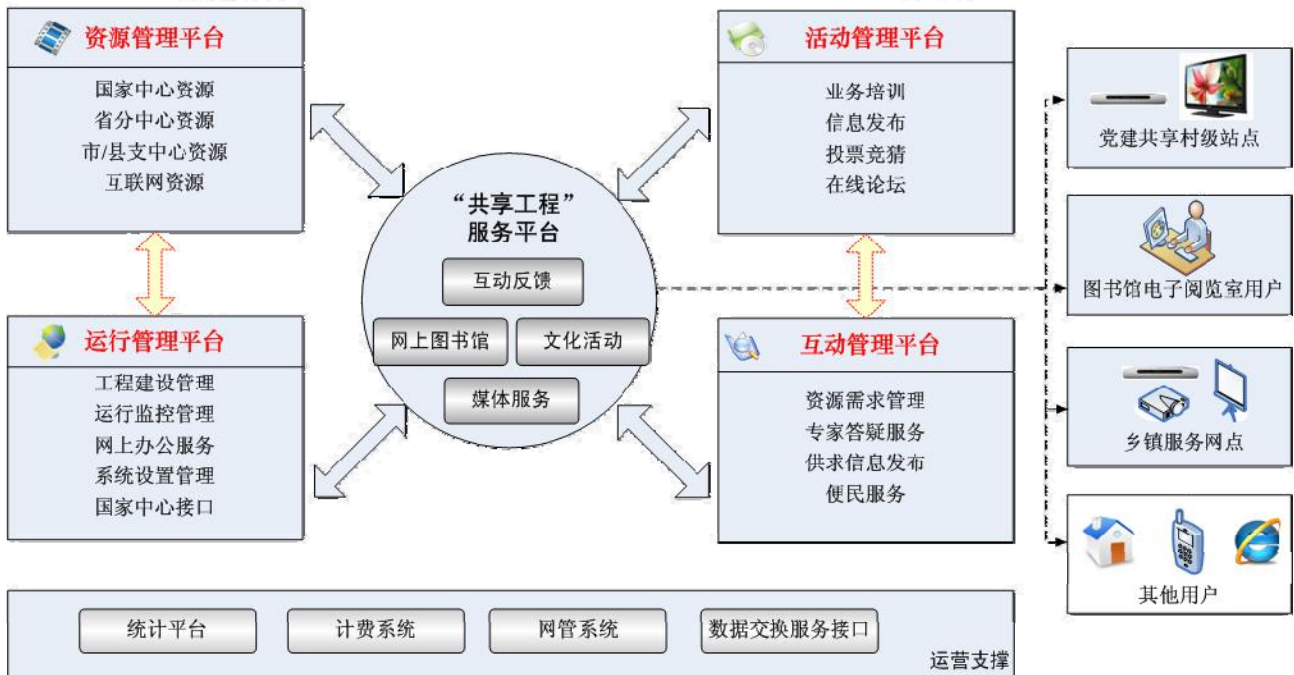 资源管理平台
国家中心资源
省分中心资源
市/县支中心资源
互联网资源
活动管理平台
业务培训
信息发布
投票竞猜
在线论坛
“共享工程”
服务平台
互动反馈
网上图书馆
文化活动
媒体服务
运行管理平台
工程建设管理
运行监控管理
网上办公服务
系统设置管理
国家中心接口
互动管理平台
资源需求管理
专家答疑服务
供求信息发布
便民服务
党建共享村级站点
图书馆电子阅览室用户
乡镇服务网点
其他用户
统计平台
计费系统
网管系统
数据交换服务接口
运营支撑